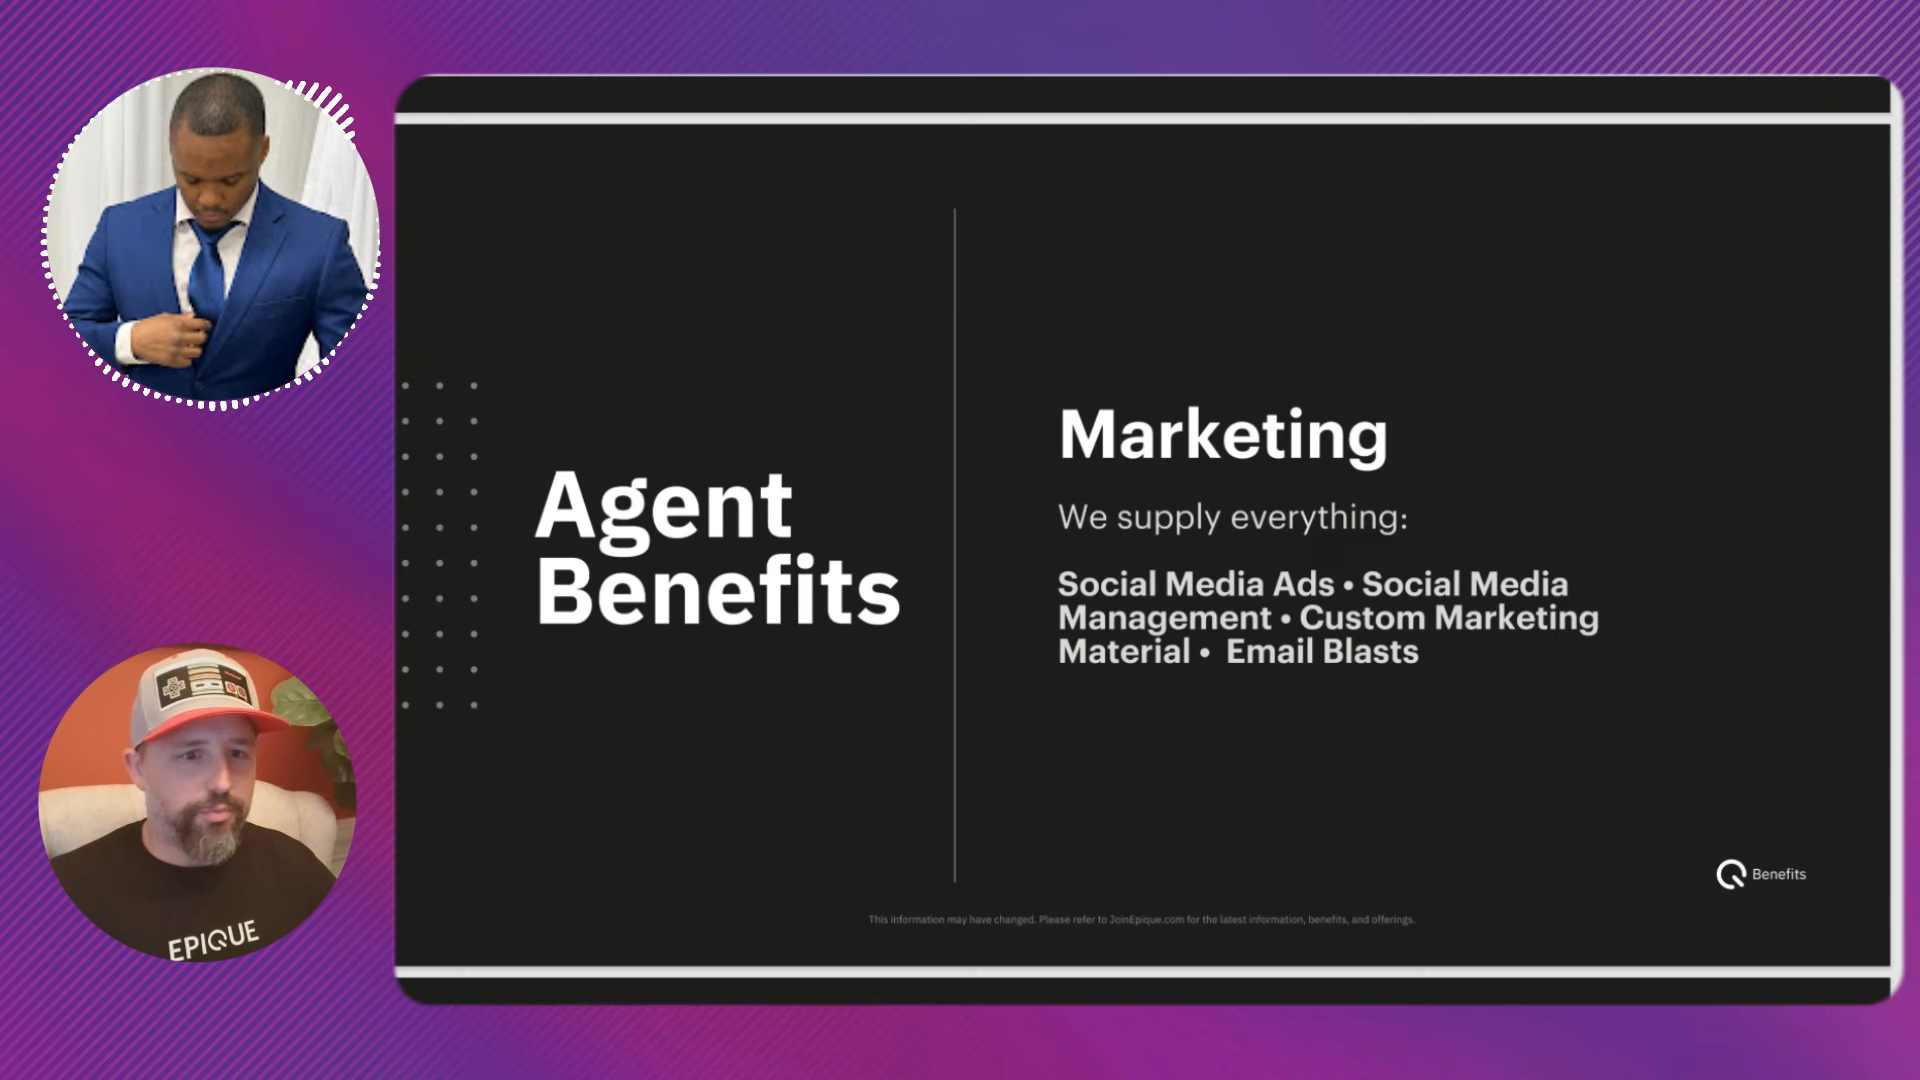 Agent
Benefits
Marketing
We supply everything:
Social Media Ads • Social Media
Management • Custom Marketing
Material • Email Blasts
Benefits
This information may have changed. Please refer to JoinEpique.com for the latest information, benefits, and offerings.
EPIQUE